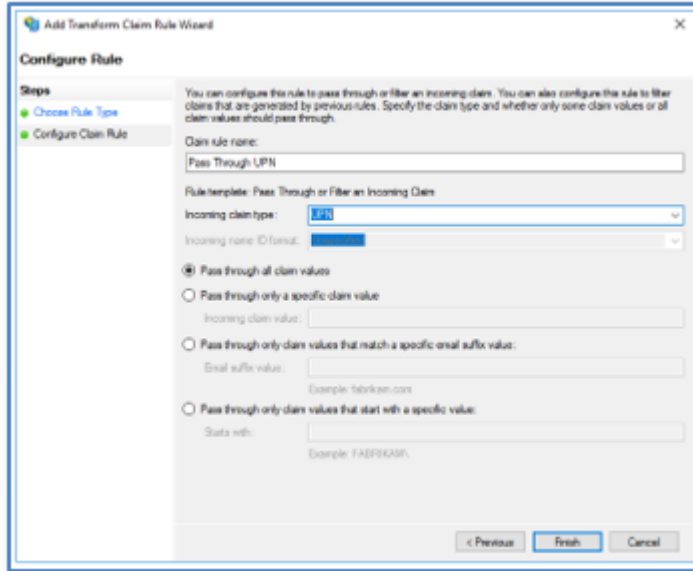 Add Transform Claim Rule Wizard
Configure Rule
Steps
Choose Rule Type
Configure Claim Rule
You can configure this rule to pass through or filter an incoming claim. You can also configure this rule to filter
claims that are generated by previous rules. Specify the claim type and whether only some claim values or all
claim values should pass through.
Claim rule name:
Pass Through UPN
Rule template: Pass Through or Filter an Incoming Claim
Incoming claim type:
UPN
Incoming name ID format:
Pass through all claim values
Pass through only a specific claim value
Incoming claim value:
Pass through only claim values that match a specific email suffix value:
Email suffix value:
Example: fabrikam.com
Pass through only claim values that start with a specific value:
Starts with:
Example: FABRIKAM\
< Previous
Finish
Cancel